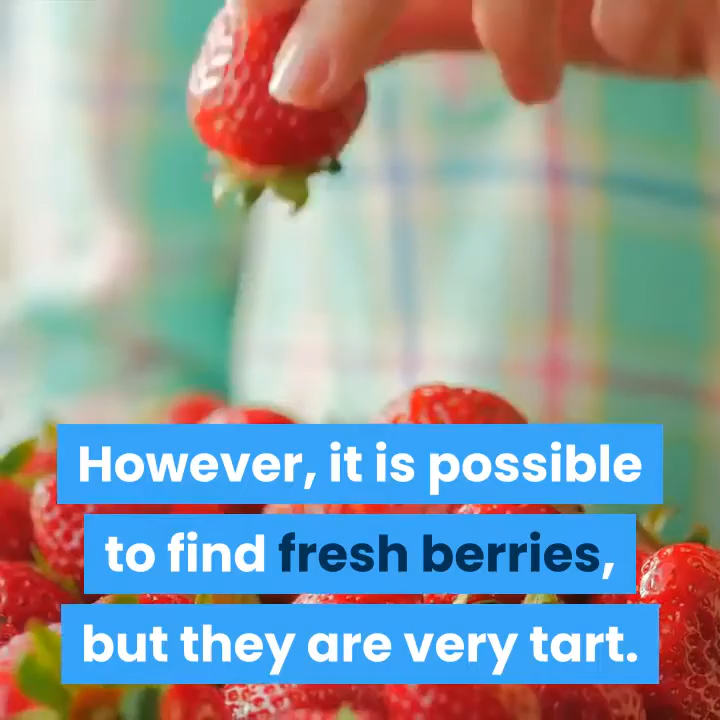 However, it is possible
to find fresh berries,
but they are very tart.